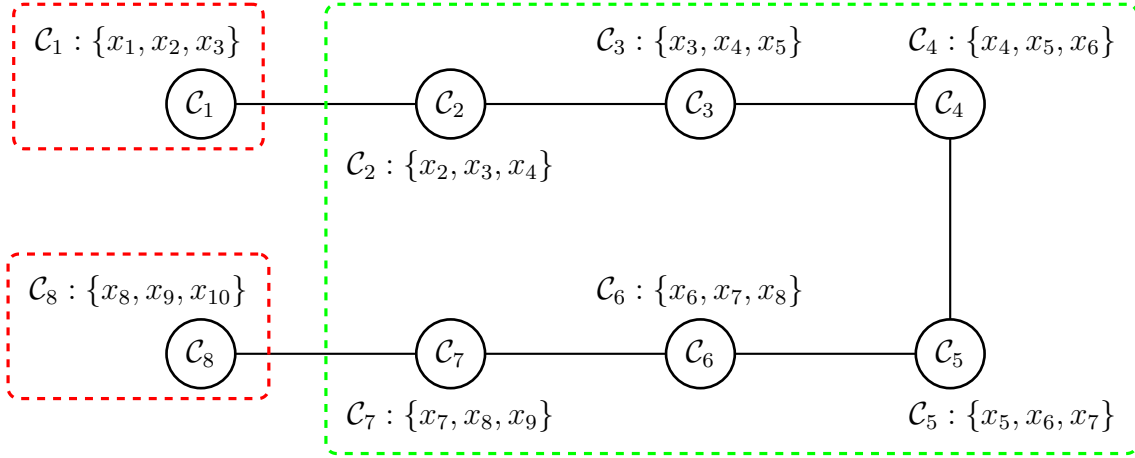 𝒞₁ : {x₁, x₂, x₃}
𝒞₃ : {x₃, x₄, x₅}
𝒞₄ : {x₄, x₅, x₆}
𝒞₁
𝒞₂
𝒞₃
𝒞₄
𝒞₂ : {x₂, x₃, x₄}
𝒞₈ : {x₈, x₉, x₁₀}
𝒞₆ : {x₆, x₇, x₈}
𝒞₈
𝒞₇
𝒞₆
𝒞₅
𝒞₇ : {x₇, x₈, x₉}
𝒞₅ : {x₅, x₆, x₇}